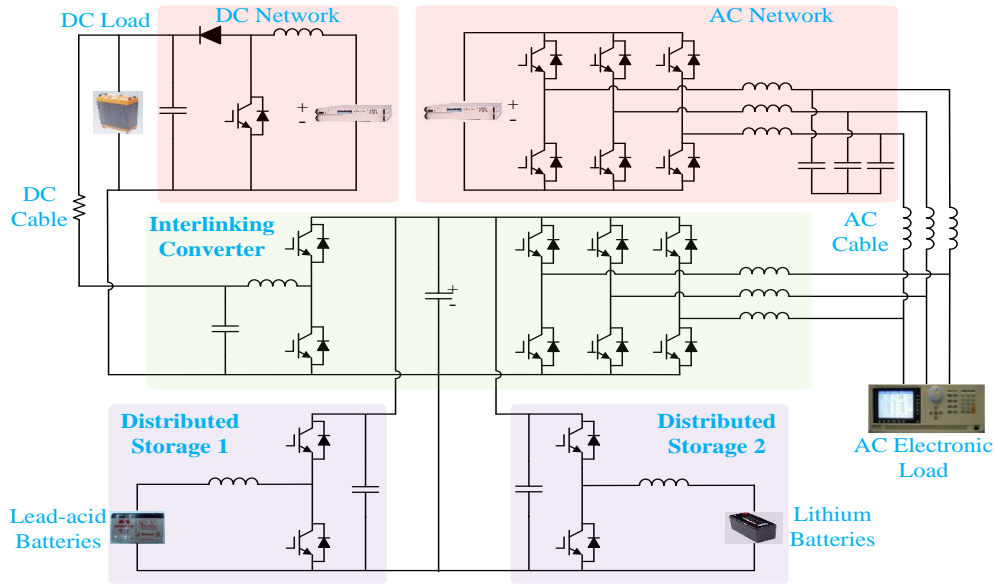 DC Load
DC Network
AC Network
+
-
+
-
DC
Cable
Interlinking
Converter
AC
Cable
+
-
Distributed
Storage 1
Distributed
Storage 2
AC Electronic
Load
Lead-acid
Batteries
Lithium
Batteries